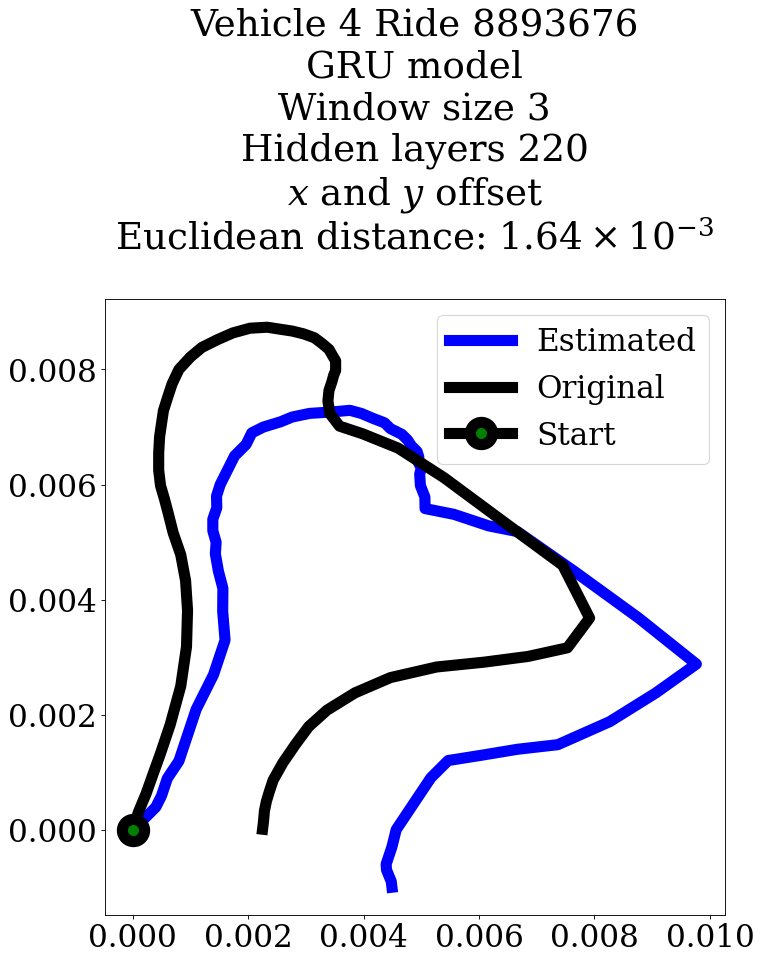 Vehicle 4 Ride 8893676
GRU model
Window size 3
Hidden layers 220
x and y offset
Euclidean distance: 1.64 × 10⁻³
Estimated
Original
Start
0.008
0.006
0.004
0.002
0.000
0.000 0.002 0.004 0.006 0.008 0.010